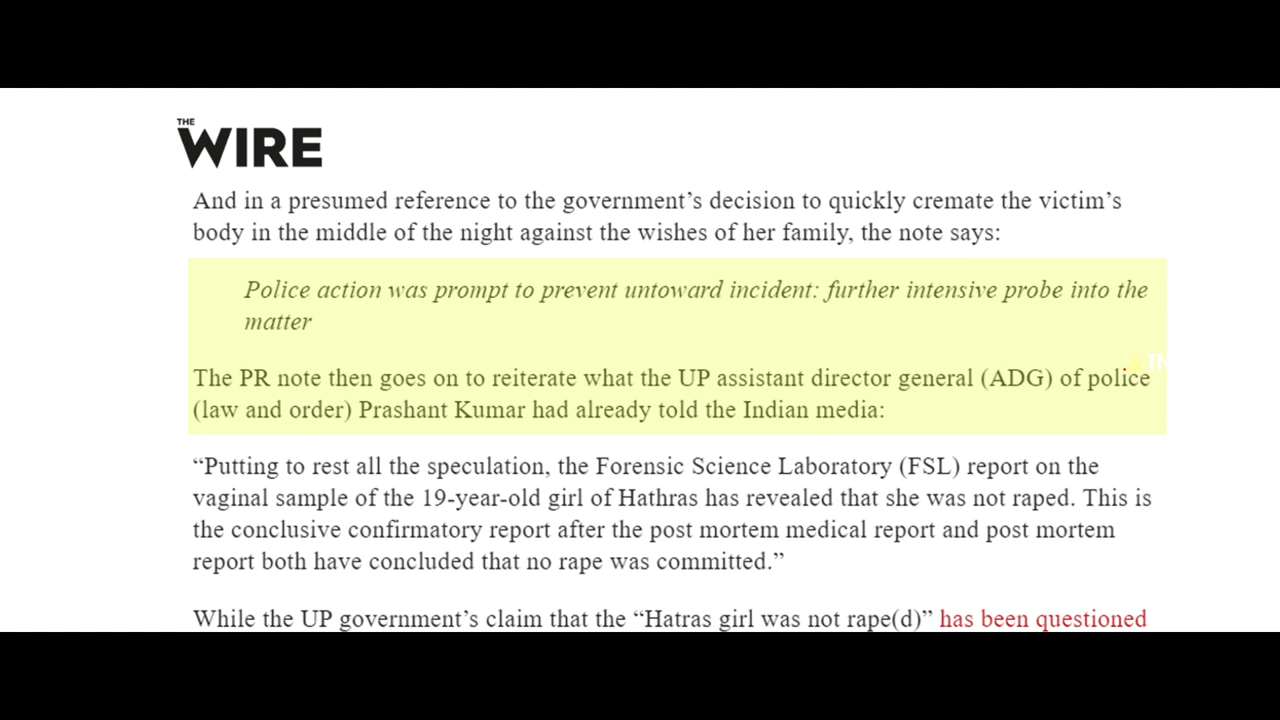 THE
WIRE
And in a presumed reference to the government’s decision to quickly cremate the victim’s
body in the middle of the night against the wishes of her family, the note says:
Police action was prompt to prevent untoward incident: further intensive probe into the
matter
The PR note then goes on to reiterate what the UP assistant director general (ADG) of police
(law and order) Prashant Kumar had already told the Indian media:
“Putting to rest all the speculation, the Forensic Science Laboratory (FSL) report on the
vaginal sample of the 19-year-old girl of Hathras has revealed that she was not raped. This is
the conclusive confirmatory report after the post mortem medical report and post mortem
report both have concluded that no rape was committed.”
While the UP government’s claim that the “Hatras girl was not rape(d)” has been questioned